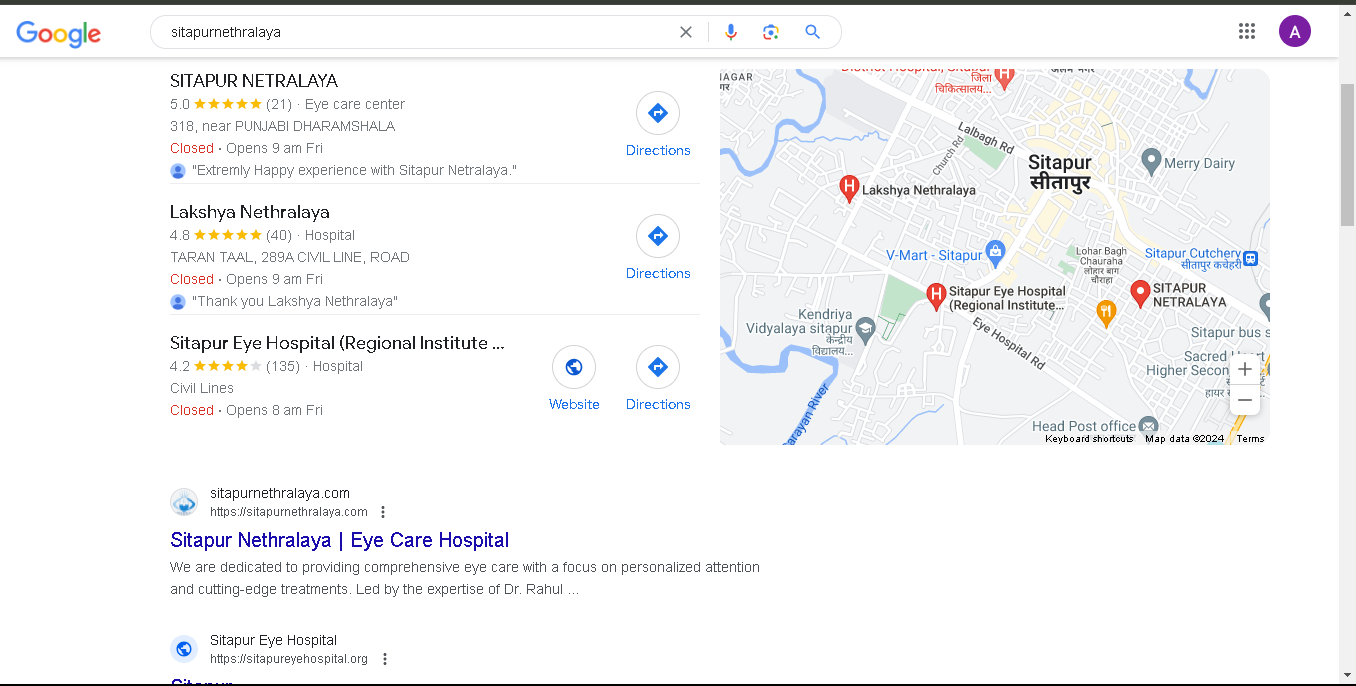 Google
sitapurnethralaya
A
SITAPUR NETRALAYA
5.0 (21) · Eye care center
318, near PUNJABI DHARAMSHALA
Closed · Opens 9 am Fri
"Extremly Happy experience with Sitapur Netralaya."
Directions
Lakshya Nethralaya
4.8 (40) · Hospital
TARAN TAAL, 289A CIVIL LINE, ROAD
Closed · Opens 9 am Fri
"Thank you Lakshya Nethralaya"
Directions
Sitapur Eye Hospital (Regional Institute ...
4.2 (135) · Hospital
Civil Lines
Closed · Opens 8 am Fri
Website
Directions
NAGAR
District Hospital, Sitapur
जिला
चिकित्सालय...
H
Lalbagh Rd
Church Rd
Sitapur
सीतापुर
Merry Dairy
H
Lakshya Nethralaya
V-Mart - Sitapur
Lohar Bagh
Chauraha
लोहार बाग
चौराहा
Sitapur Cutchery
सीतापुर कचेहरी
H
Sitapur Eye Hospital
(Regional Institute...
SITAPUR
NETRALAYA
Kendriya
Vidyalaya sitapur
केन्द्रीय
विद्यालय...
Eye Hospital Rd
Sitapur bus s
Sacred Heart
Higher Secon
हायर
arayan River
Head Post office
+
−
Keyboard shortcuts
Map data ©2024
Terms
sitapurnethralaya.com
https://sitapurnethralaya.com
Sitapur Nethralaya | Eye Care Hospital
We are dedicated to providing comprehensive eye care with a focus on personalized attention
and cutting-edge treatments. Led by the expertise of Dr. Rahul ...
Sitapur Eye Hospital
https://sitapureyehospital.org
Sitapur